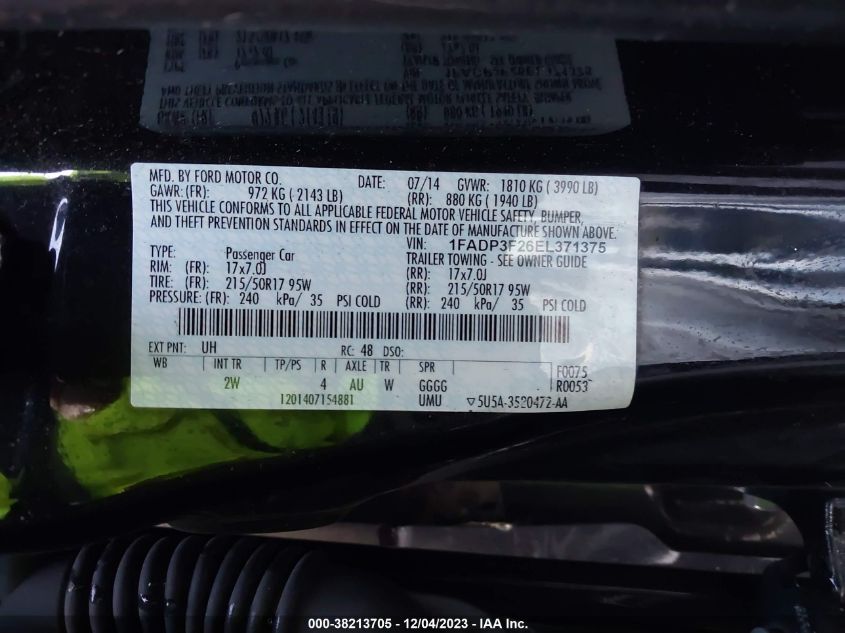 MFD. BY FORD MOTOR CO. DATE: 07/14 GVWR: 1810 KG ( 3990 LB)
GAWR: (FR): 972 KG ( 2143 LB) (RR): 880 KG ( 1940 LB)
THIS VEHICLE CONFORMS TO ALL APPLICABLE FEDERAL MOTOR VEHICLE SAFETY, BUMPER,
AND THEFT PREVENTION STANDARDS IN EFFECT ON THE DATE OF MANUFACTURE SHOWN ABOVE.
VIN: 1FADP3F26EL371375
TYPE: Passenger Car TRAILER TOWING - SEE OWNER GUIDE
RIM: (FR): 17x7.0J (RR): 17x7.0J
TIRE: (FR): 215/50R17 95W (RR): 215/50R17 95W
PRESSURE: (FR): 240 kPa/ 35 PSI COLD (RR): 240 kPa/ 35 PSI COLD
EXT PNT: UH RC: 48 DSO:
WB INT TR TP/PS R AXLE TR SPR F0075
2W 4 AU W GGGG R0053
1201407154881 UMU ▽5U5A-3520472-AA
000-38213705 - 12/04/2023 - IAA Inc.